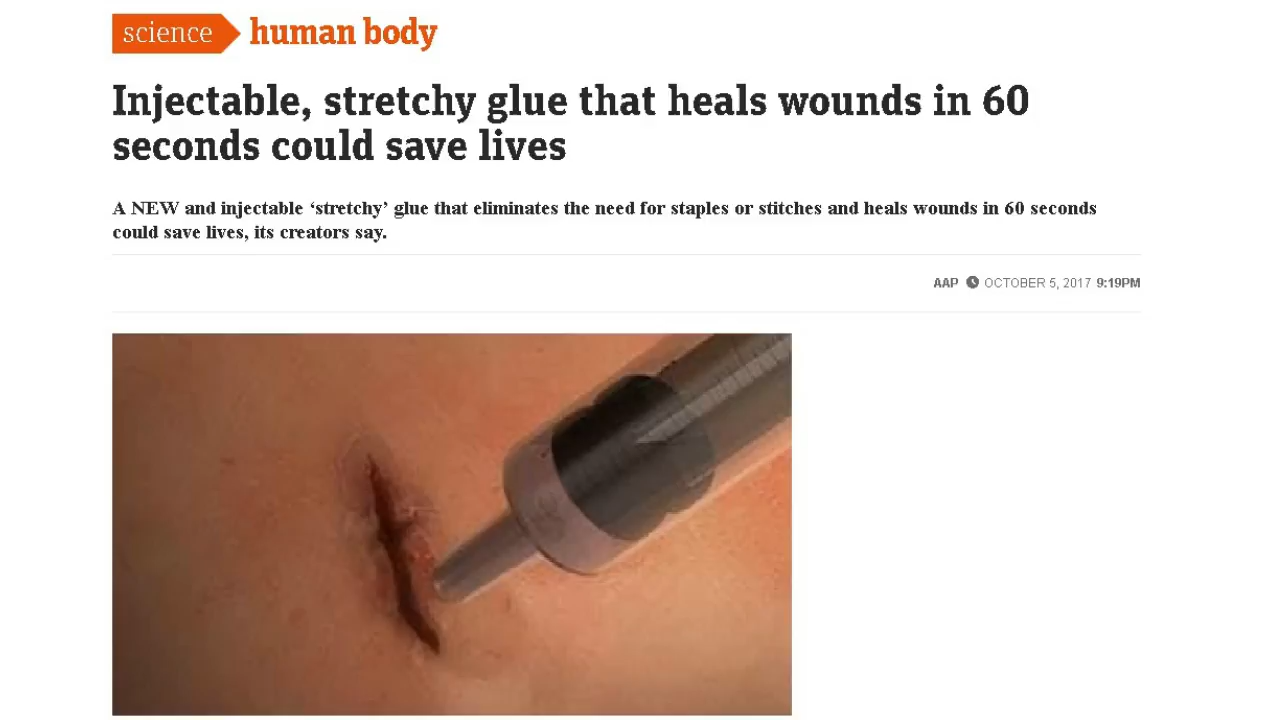 science human body
Injectable, stretchy glue that heals wounds in 60
seconds could save lives
A NEW and injectable ‘stretchy’ glue that eliminates the need for staples or stitches and heals wounds in 60 seconds
could save lives, its creators say.
AAP OCTOBER 5, 2017 9:19PM